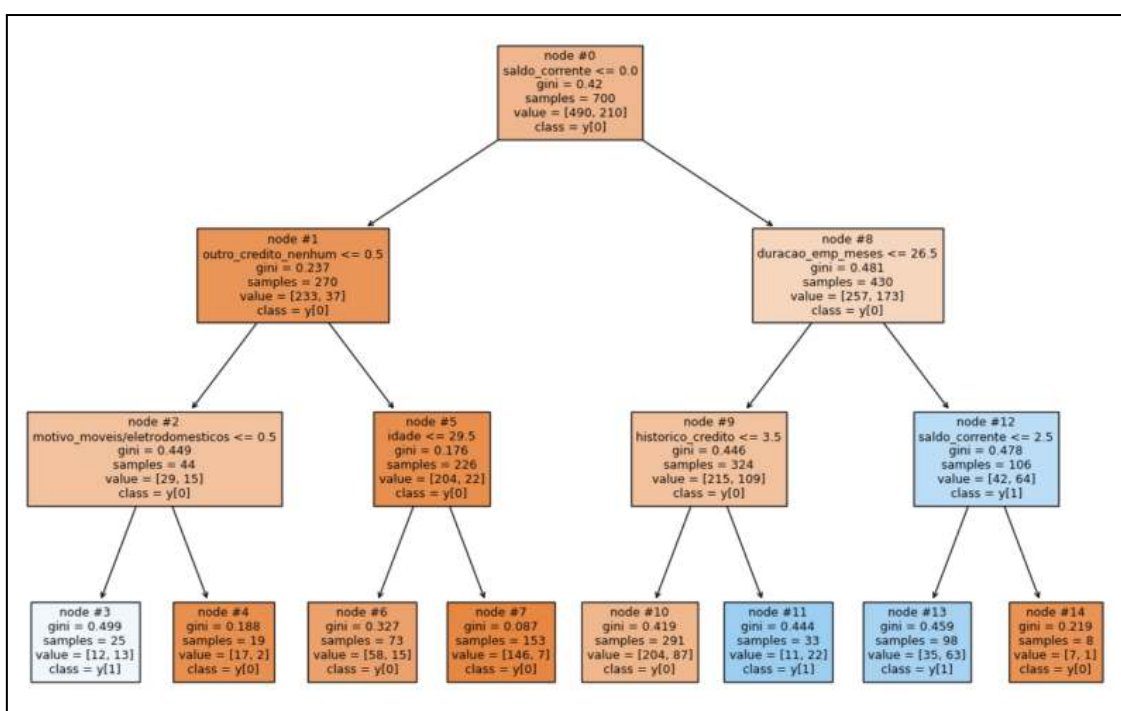 node #0
saldo_corrente <= 0.0
gini = 0.42
samples = 700
value = [490, 210]
class = y[0]
node #1
outro_credito_nenhum <= 0.5
gini = 0.237
samples = 270
value = [233, 37]
class = y[0]
node #8
duracao_emp_meses <= 26.5
gini = 0.481
samples = 430
value = [257, 173]
class = y[0]
node #2
motivo_moveis/eletrodomesticos <= 0.5
gini = 0.449
samples = 44
value = [29, 15]
class = y[0]
node #5
idade <= 29.5
gini = 0.176
samples = 226
value = [204, 22]
class = y[0]
node #9
historico_credito <= 3.5
gini = 0.446
samples = 324
value = [215, 109]
class = y[0]
node #12
saldo_corrente <= 2.5
gini = 0.478
samples = 106
value = [42, 64]
class = y[1]
node #3
gini = 0.499
samples = 25
value = [12, 13]
class = y[1]
node #4
gini = 0.188
samples = 19
value = [17, 2]
class = y[0]
node #6
gini = 0.327
samples = 73
value = [58, 15]
class = y[0]
node #7
gini = 0.087
samples = 153
value = [146, 7]
class = y[0]
node #10
gini = 0.419
samples = 291
value = [204, 87]
class = y[0]
node #11
gini = 0.444
samples = 33
value = [11, 22]
class = y[1]
node #13
gini = 0.459
samples = 98
value = [35, 63]
class = y[1]
node #14
gini = 0.219
samples = 8
value = [7, 1]
class = y[0]